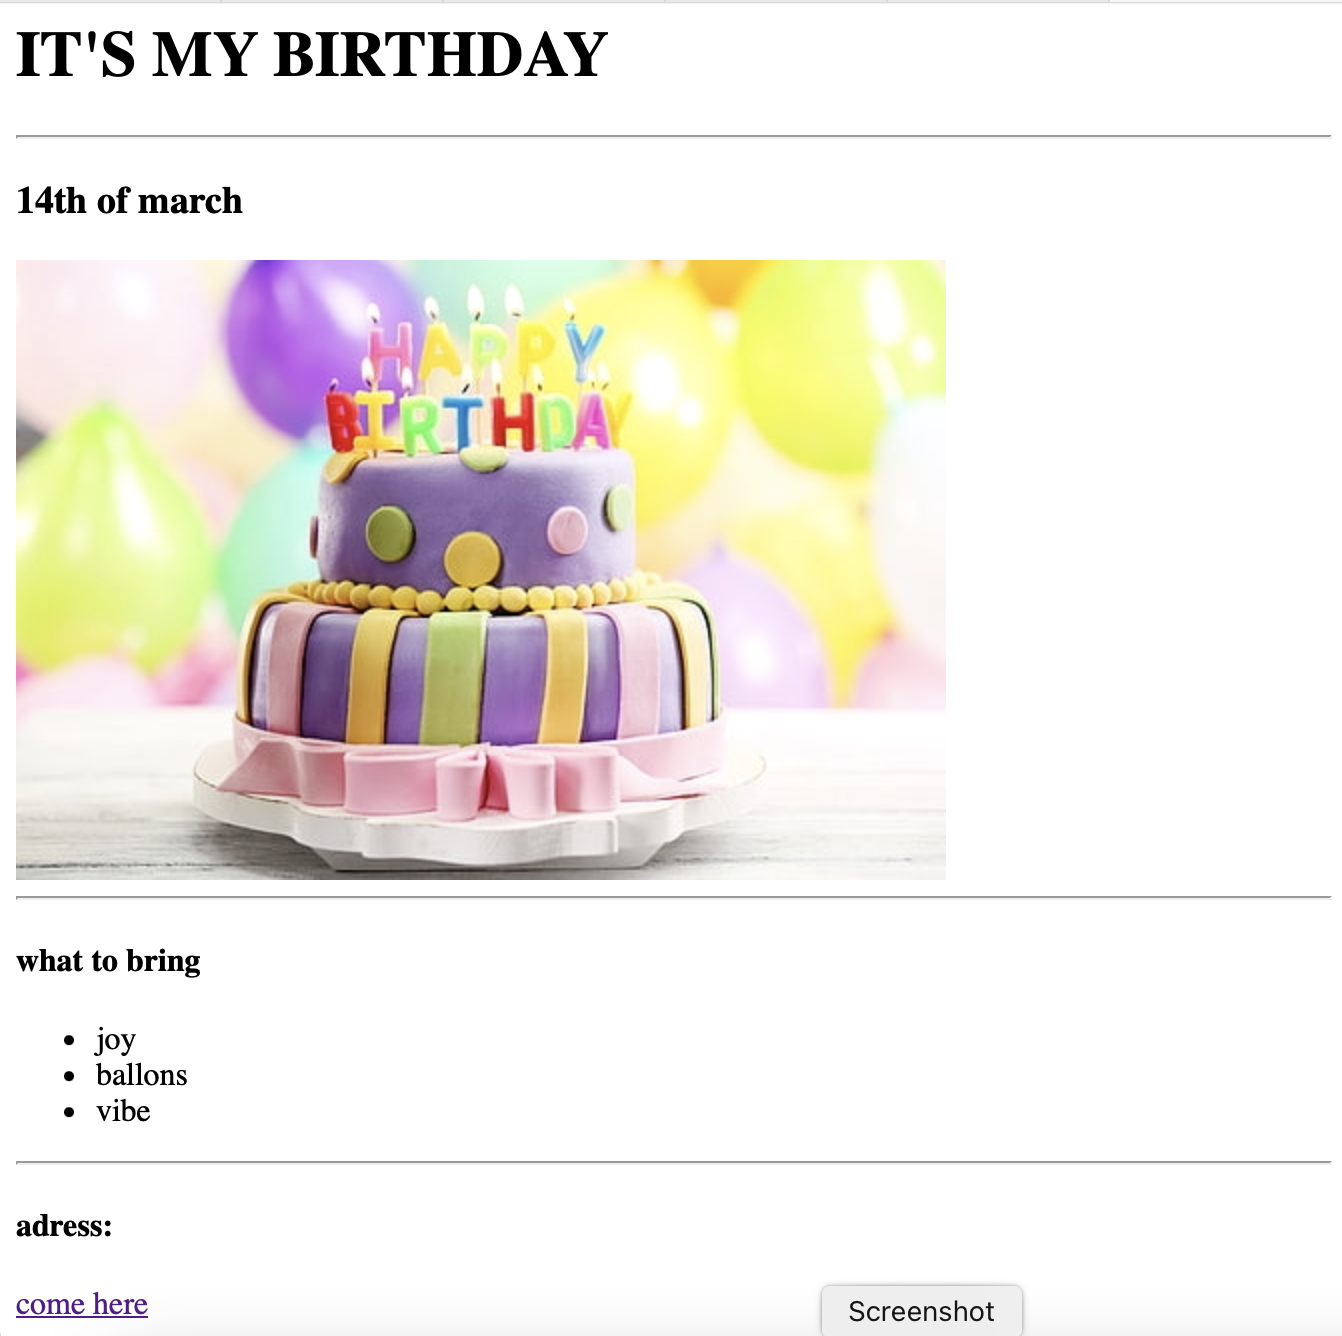 IT'S MY BIRTHDAY
14th of march
HAPPY
BIRTHDAY
what to bring
joy
ballons
vibe
adress:
come here
Screenshot